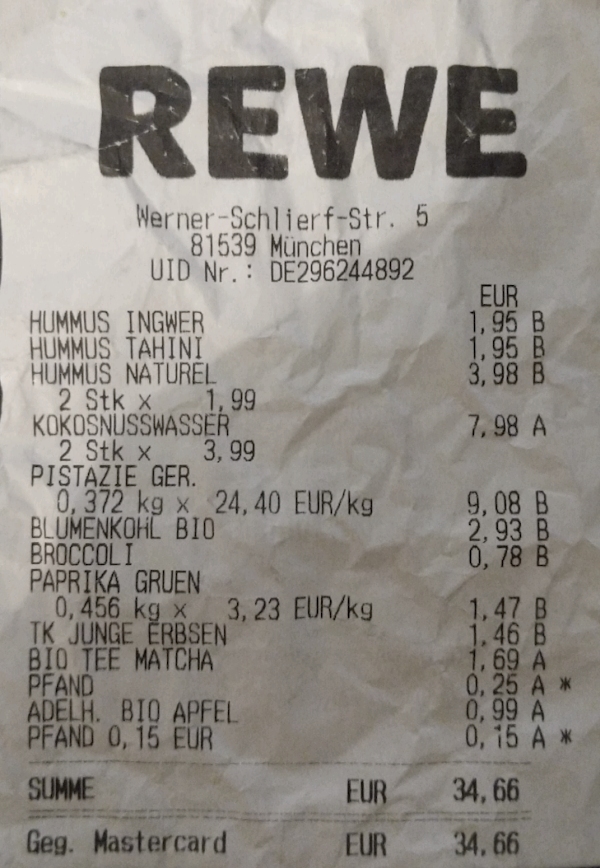 REWE
Werner-Schlierf-Str. 5
81539 München
UID Nr.: DE296244892
EUR
HUMMUS INGWER 1,95 B
HUMMUS TAHINI 1,95 B
HUMMUS NATUREL 3,98 B
2 Stk x 1,99
KOKOSNUSSWASSER 7,98 A
2 Stk x 3,99
PISTAZIE GER.
0,372 kg x 24,40 EUR/kg 9,08 B
BLUMENKOHL BIO 2,93 B
BROCCOLI 0,78 B
PAPRIKA GRUEN
0,456 kg x 3,23 EUR/kg 1,47 B
TK JUNGE ERBSEN 1,46 B
BIO TEE MATCHA 1,69 A
PFAND 0,25 A *
ADELH. BIO APFEL 0,99 A
PFAND 0,15 EUR 0,15 A *
SUMME EUR 34,66
Geg. Mastercard EUR 34,66